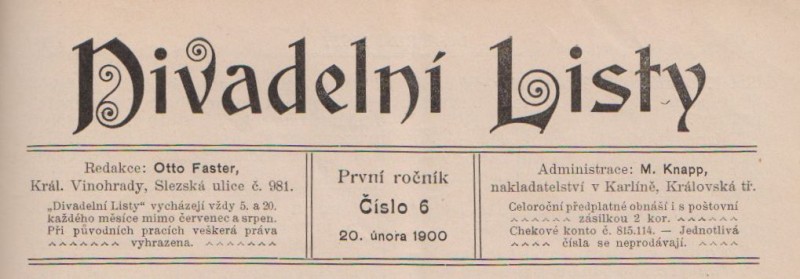 Divadelní Listy
Redakce: Otto Faster,
Král. Vinohrady, Slezská ulice č. 981.
„Divadelní Listy“ vycházejí vždy 5. a 20.
každého měsíce mimo červenec a srpen.
Při původních pracích veškerá práva
vyhrazena.
První ročník
Číslo 6
20. února 1900
Administrace: M. Knapp,
nakladatelství v Karlíně, Královská tř.
Celoroční předplatné obnáší i s poštovní
zásilkou 2 kor.
Chekové konto č. 815.114. — Jednotlivá
čísla se neprodávají.